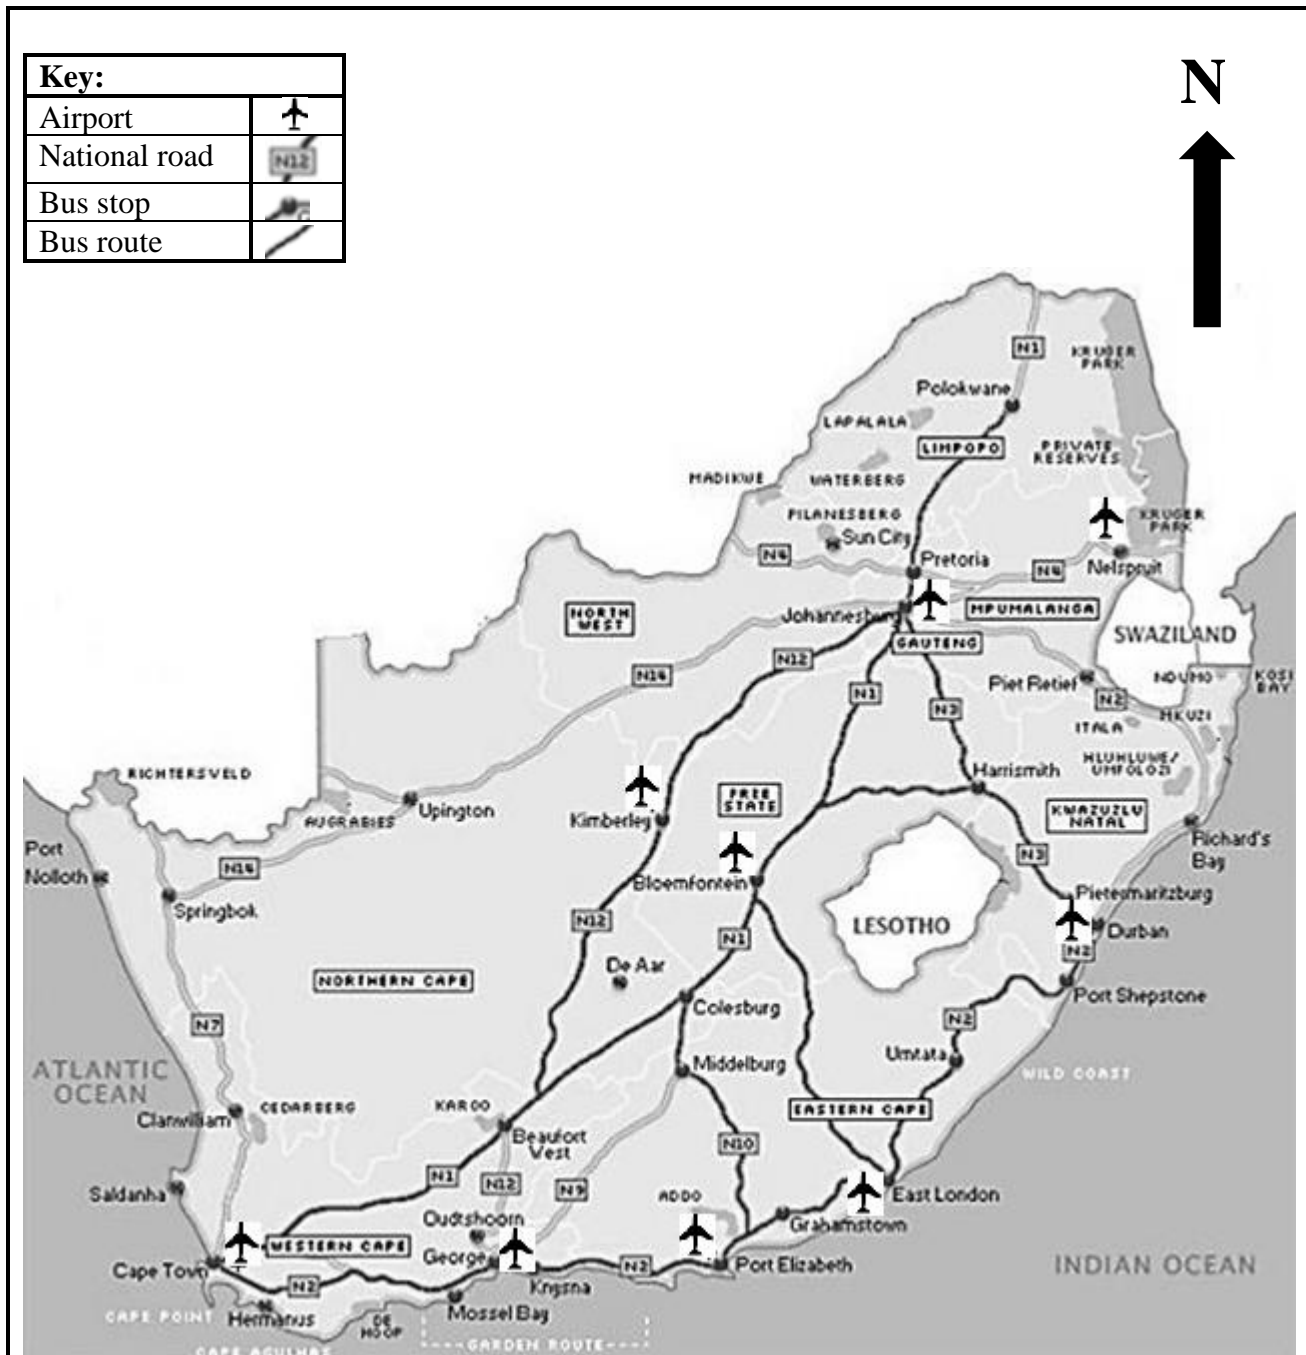 Key:
Airport
National road
N12
Bus stop
Bus route
N
N1
KRUGER
PARK
Polokwane
LAPALALA
LIMPOPO
PRIVATE
RESERVES
MADIKWE
WATERBERG
PILANESBERG
KRUGER
PARK
Sun City
N4
Pretoria
N4
Nelspruit
NORTH
WEST
Johannesburg
MPUMALANGA
GAUTENG
SWAZILAND
N12
N14
N1
N3
Piet Retief
N2
NDUMO
KOSI
BAY
ITALA
MKUZI
RICHTERSVELD
Harrismith
HLUHLUWE/
UMFOLOZI
Upington
AUGRABIES
Kimberley
FREE
STATE
KWAZUZLU
NATAL
Port
Nolloth
N14
N3
Richard's
Bay
Springbok
Bloemfontein
Pietermaritzburg
N12
N1
LESOTHO
Durban
N2
De Aar
NORTHERN CAPE
Colesburg
Port Shepstone
N7
N2
Umtata
ATLANTIC
OCEAN
Middelburg
WILD COAST
Clanwilliam
CEDARBERG
KAROO
EASTERN CAPE
Beaufort
West
N10
N1
N12
N9
Saldanha
ADDO
East London
Oudtshoorn
Grahamstown
WESTERN CAPE
George
Cape Town
N2
Knysna
N2
Port Elizabeth
INDIAN OCEAN
CAPE POINT
Hermanus
DE
HOOP
Mossel Bay
GARDEN ROUTE
CAPE AGULHAS